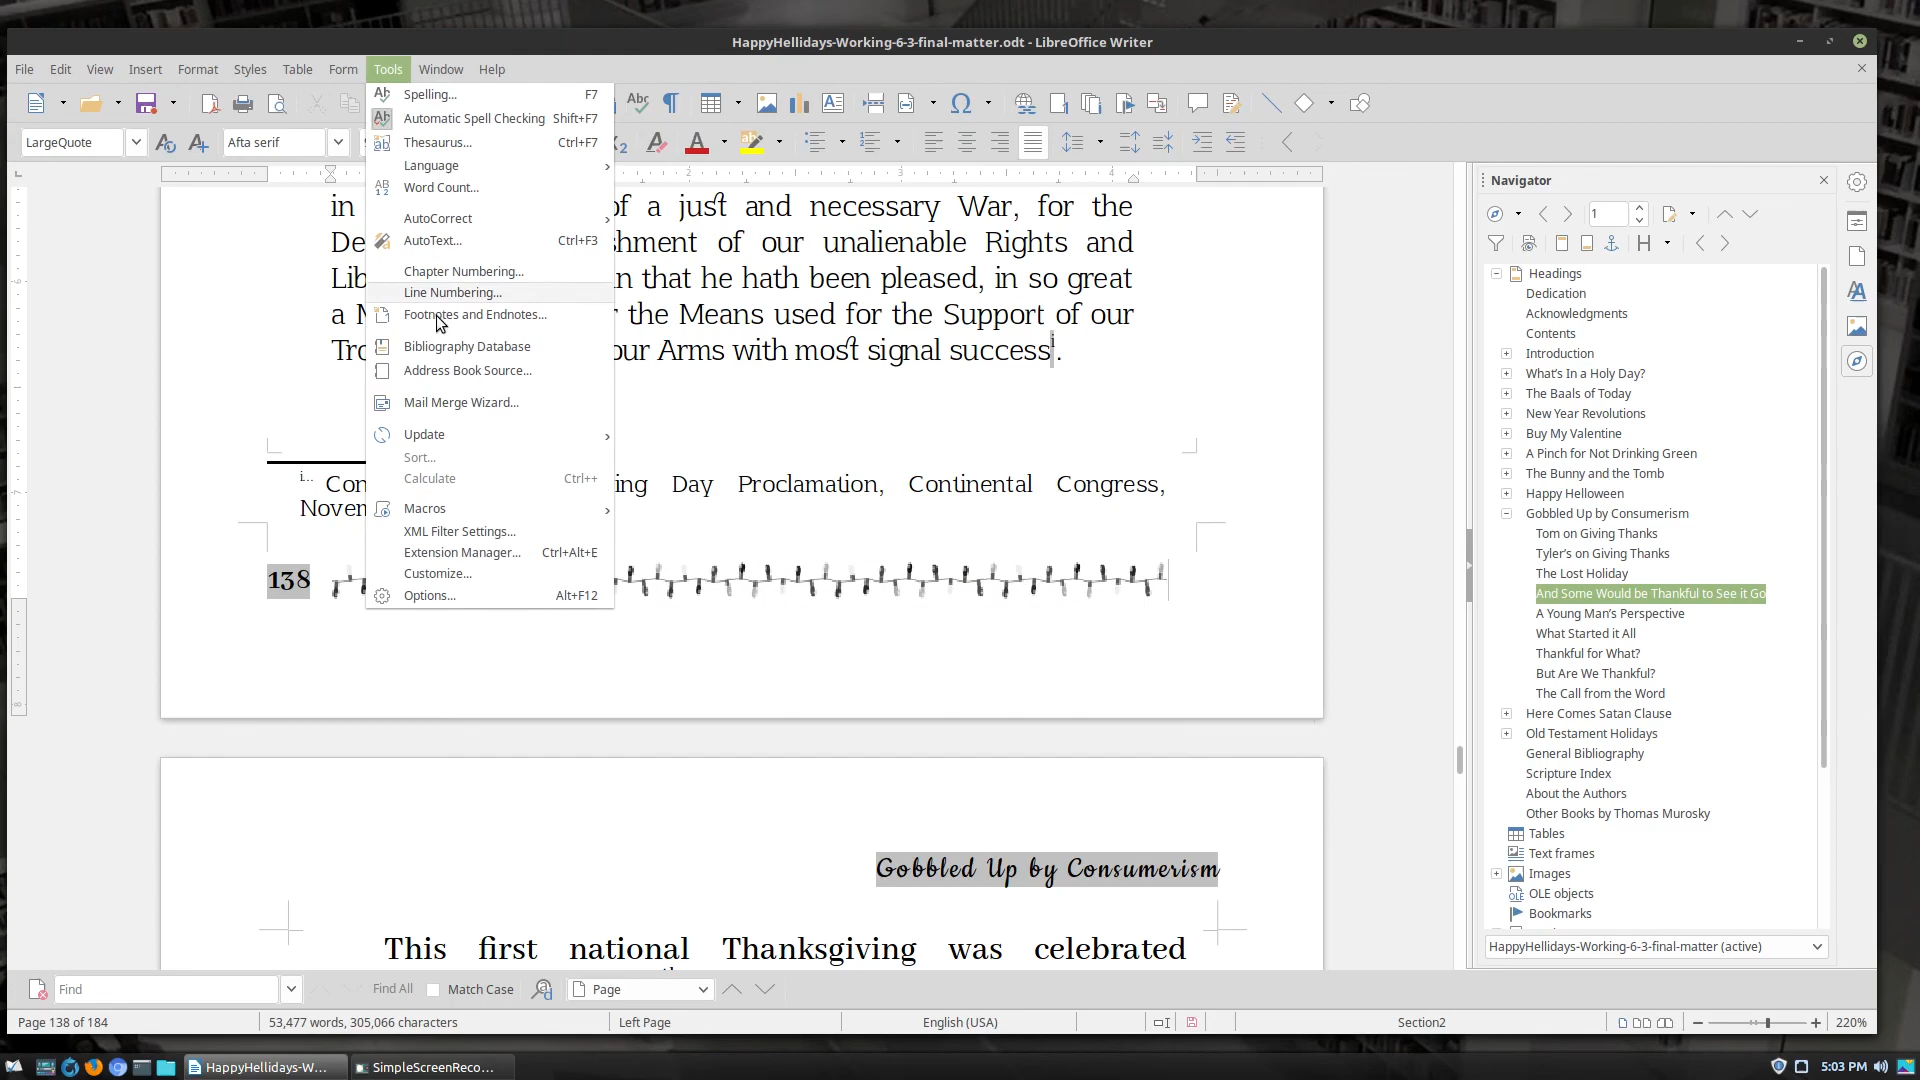 HappyHellidays-Working-6-3-final-matter.odt - LibreOffice Writer
File Edit View Insert Format Styles Table Form Tools Window Help
LargeQuote
Afta serif
Spelling... F7
Automatic Spell Checking Shift+F7
Thesaurus... Ctrl+F7
Language
Word Count...
AutoCorrect
AutoText... Ctrl+F3
Chapter Numbering...
Line Numbering...
Footnotes and Endnotes...
Bibliography Database
Address Book Source...
Mail Merge Wizard...
Update
Sort...
Calculate Ctrl++
Macros
XML Filter Settings...
Extension Manager... Ctrl+Alt+E
Customize...
Options... Alt+F12
2 3 4
in of a just and necessary War, for the
De shment of our unalienable Rights and
Lib n that he hath been pleased, in so great
a the Means used for the Support of our
Tro our Arms with most signal success i.
i... Con ing Day Proclamation, Continental Congress,
Novem
138
Gobbled Up by Consumerism
This first national Thanksgiving was celebrated
Navigator
1
Headings
Dedication
Acknowledgments
Contents
Introduction
What's In a Holy Day?
The Baals of Today
New Year Revolutions
Buy My Valentine
A Pinch for Not Drinking Green
The Bunny and the Tomb
Happy Helloween
Gobbled Up by Consumerism
Tom on Giving Thanks
Tyler's on Giving Thanks
The Lost Holiday
And Some Would be Thankful to See it Go
A Young Man's Perspective
What Started it All
Thankful for What?
But Are We Thankful?
The Call from the Word
Here Comes Satan Clause
Old Testament Holidays
General Bibliography
Scripture Index
About the Authors
Other Books by Thomas Murosky
Tables
Text frames
Images
OLE objects
Bookmarks
HappyHellidays-Working-6-3-final-matter (active)
Find Find All Match Case Page
Page 138 of 184 53,477 words, 305,066 characters Left Page English (USA) Section2 220%
HappyHellidays-W... SimpleScreenReco... 5:03 PM